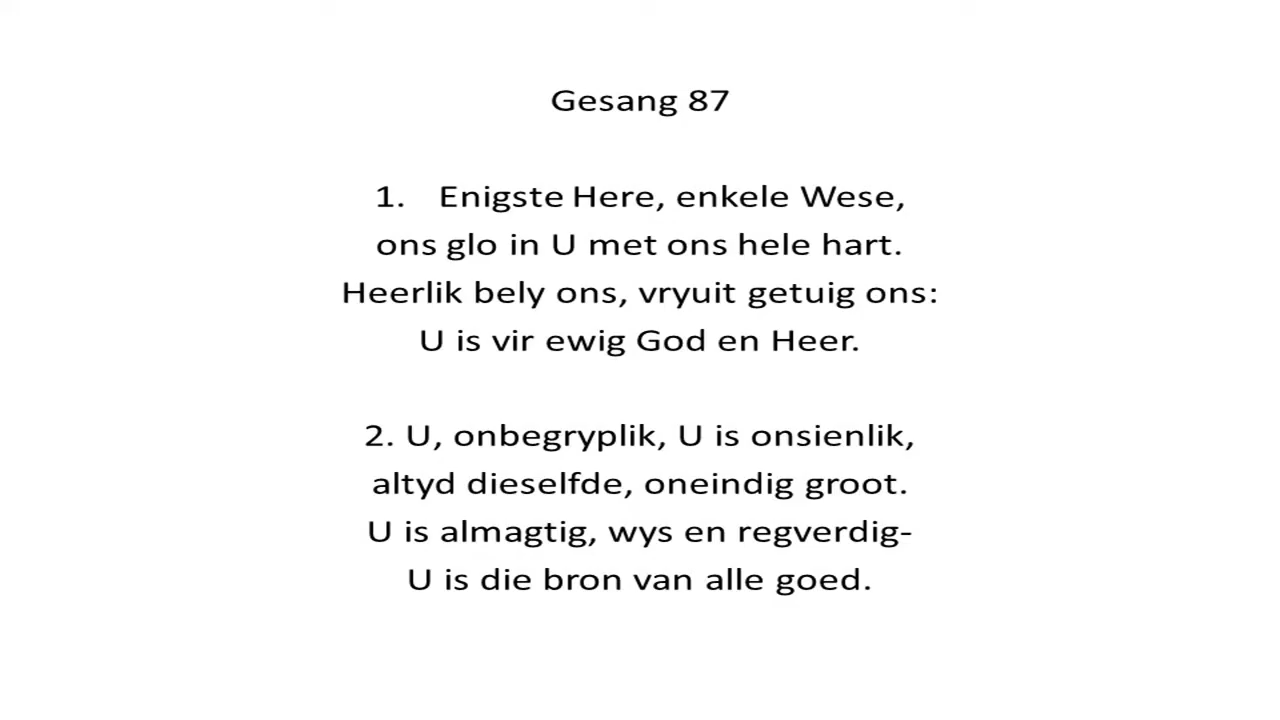 Gesang 87
1. Enigste Here, enkele Wese,
ons glo in U met ons hele hart.
Heerlik bely ons, vryuit getuig ons:
U is vir ewig God en Heer.
2. U, onbegryplik, U is onsienlik,
altyd dieselfde, oneindig groot.
U is almagtig, wys en regverdig-
U is die bron van alle goed.